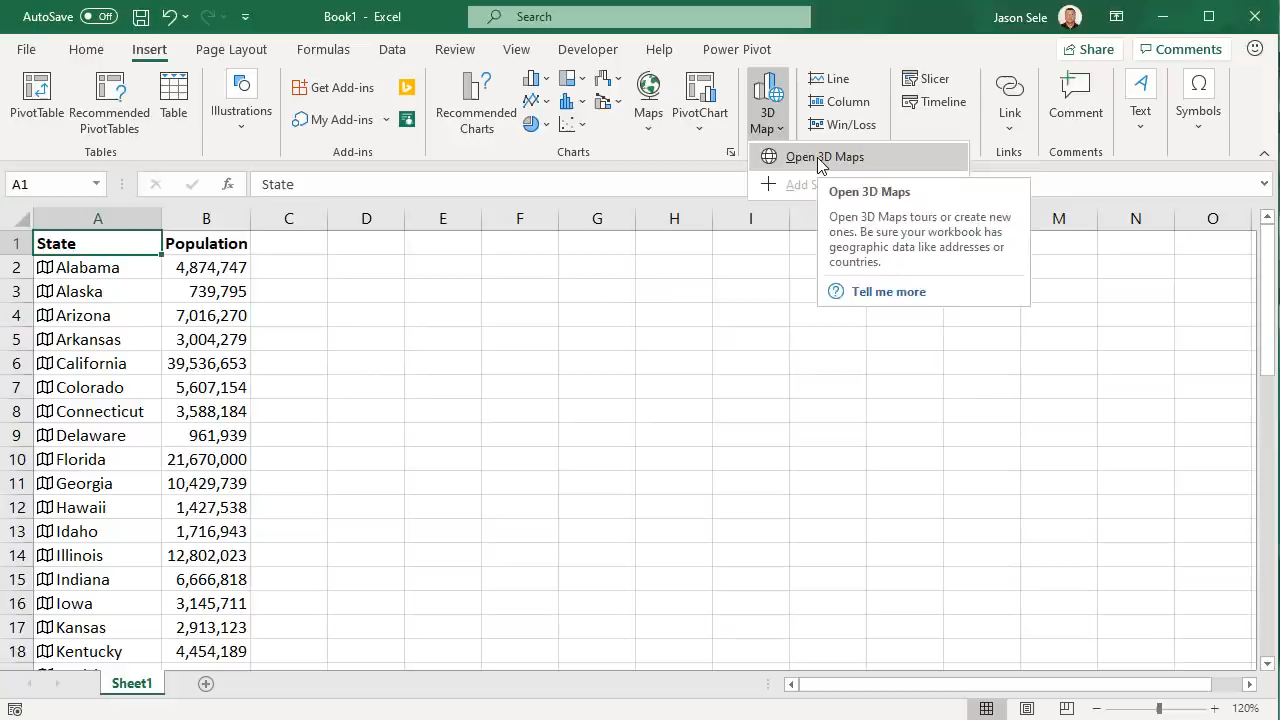 AutoSave Off
Book1 - Excel
Search
Jason Sele
File Home Insert Page Layout Formulas Data Review View Developer Help Power Pivot
Share Comments
PivotTable
Recommended
PivotTables
Table
Tables
Illustrations
Get Add-ins
My Add-ins
Add-ins
Recommended
Charts
Maps
PivotChart
Charts
3D
Map
Line
Column
Win/Loss
Slicer
Timeline
Link
Links
Comment
Comments
Text
Symbols
Open 3D Maps
Add
Open 3D Maps
Open 3D Maps tours or create new
ones. Be sure your workbook has
geographic data like addresses or
countries.
Tell me more
A1
State
A B C D E F G H I M N O
1 State Population
2 Alabama 4,874,747
3 Alaska 739,795
4 Arizona 7,016,270
5 Arkansas 3,004,279
6 California 39,536,653
7 Colorado 5,607,154
8 Connecticut 3,588,184
9 Delaware 961,939
10 Florida 21,670,000
11 Georgia 10,429,739
12 Hawaii 1,427,538
13 Idaho 1,716,943
14 Illinois 12,802,023
15 Indiana 6,666,818
16 Iowa 3,145,711
17 Kansas 2,913,123
18 Kentucky 4,454,189
Sheet1
120%